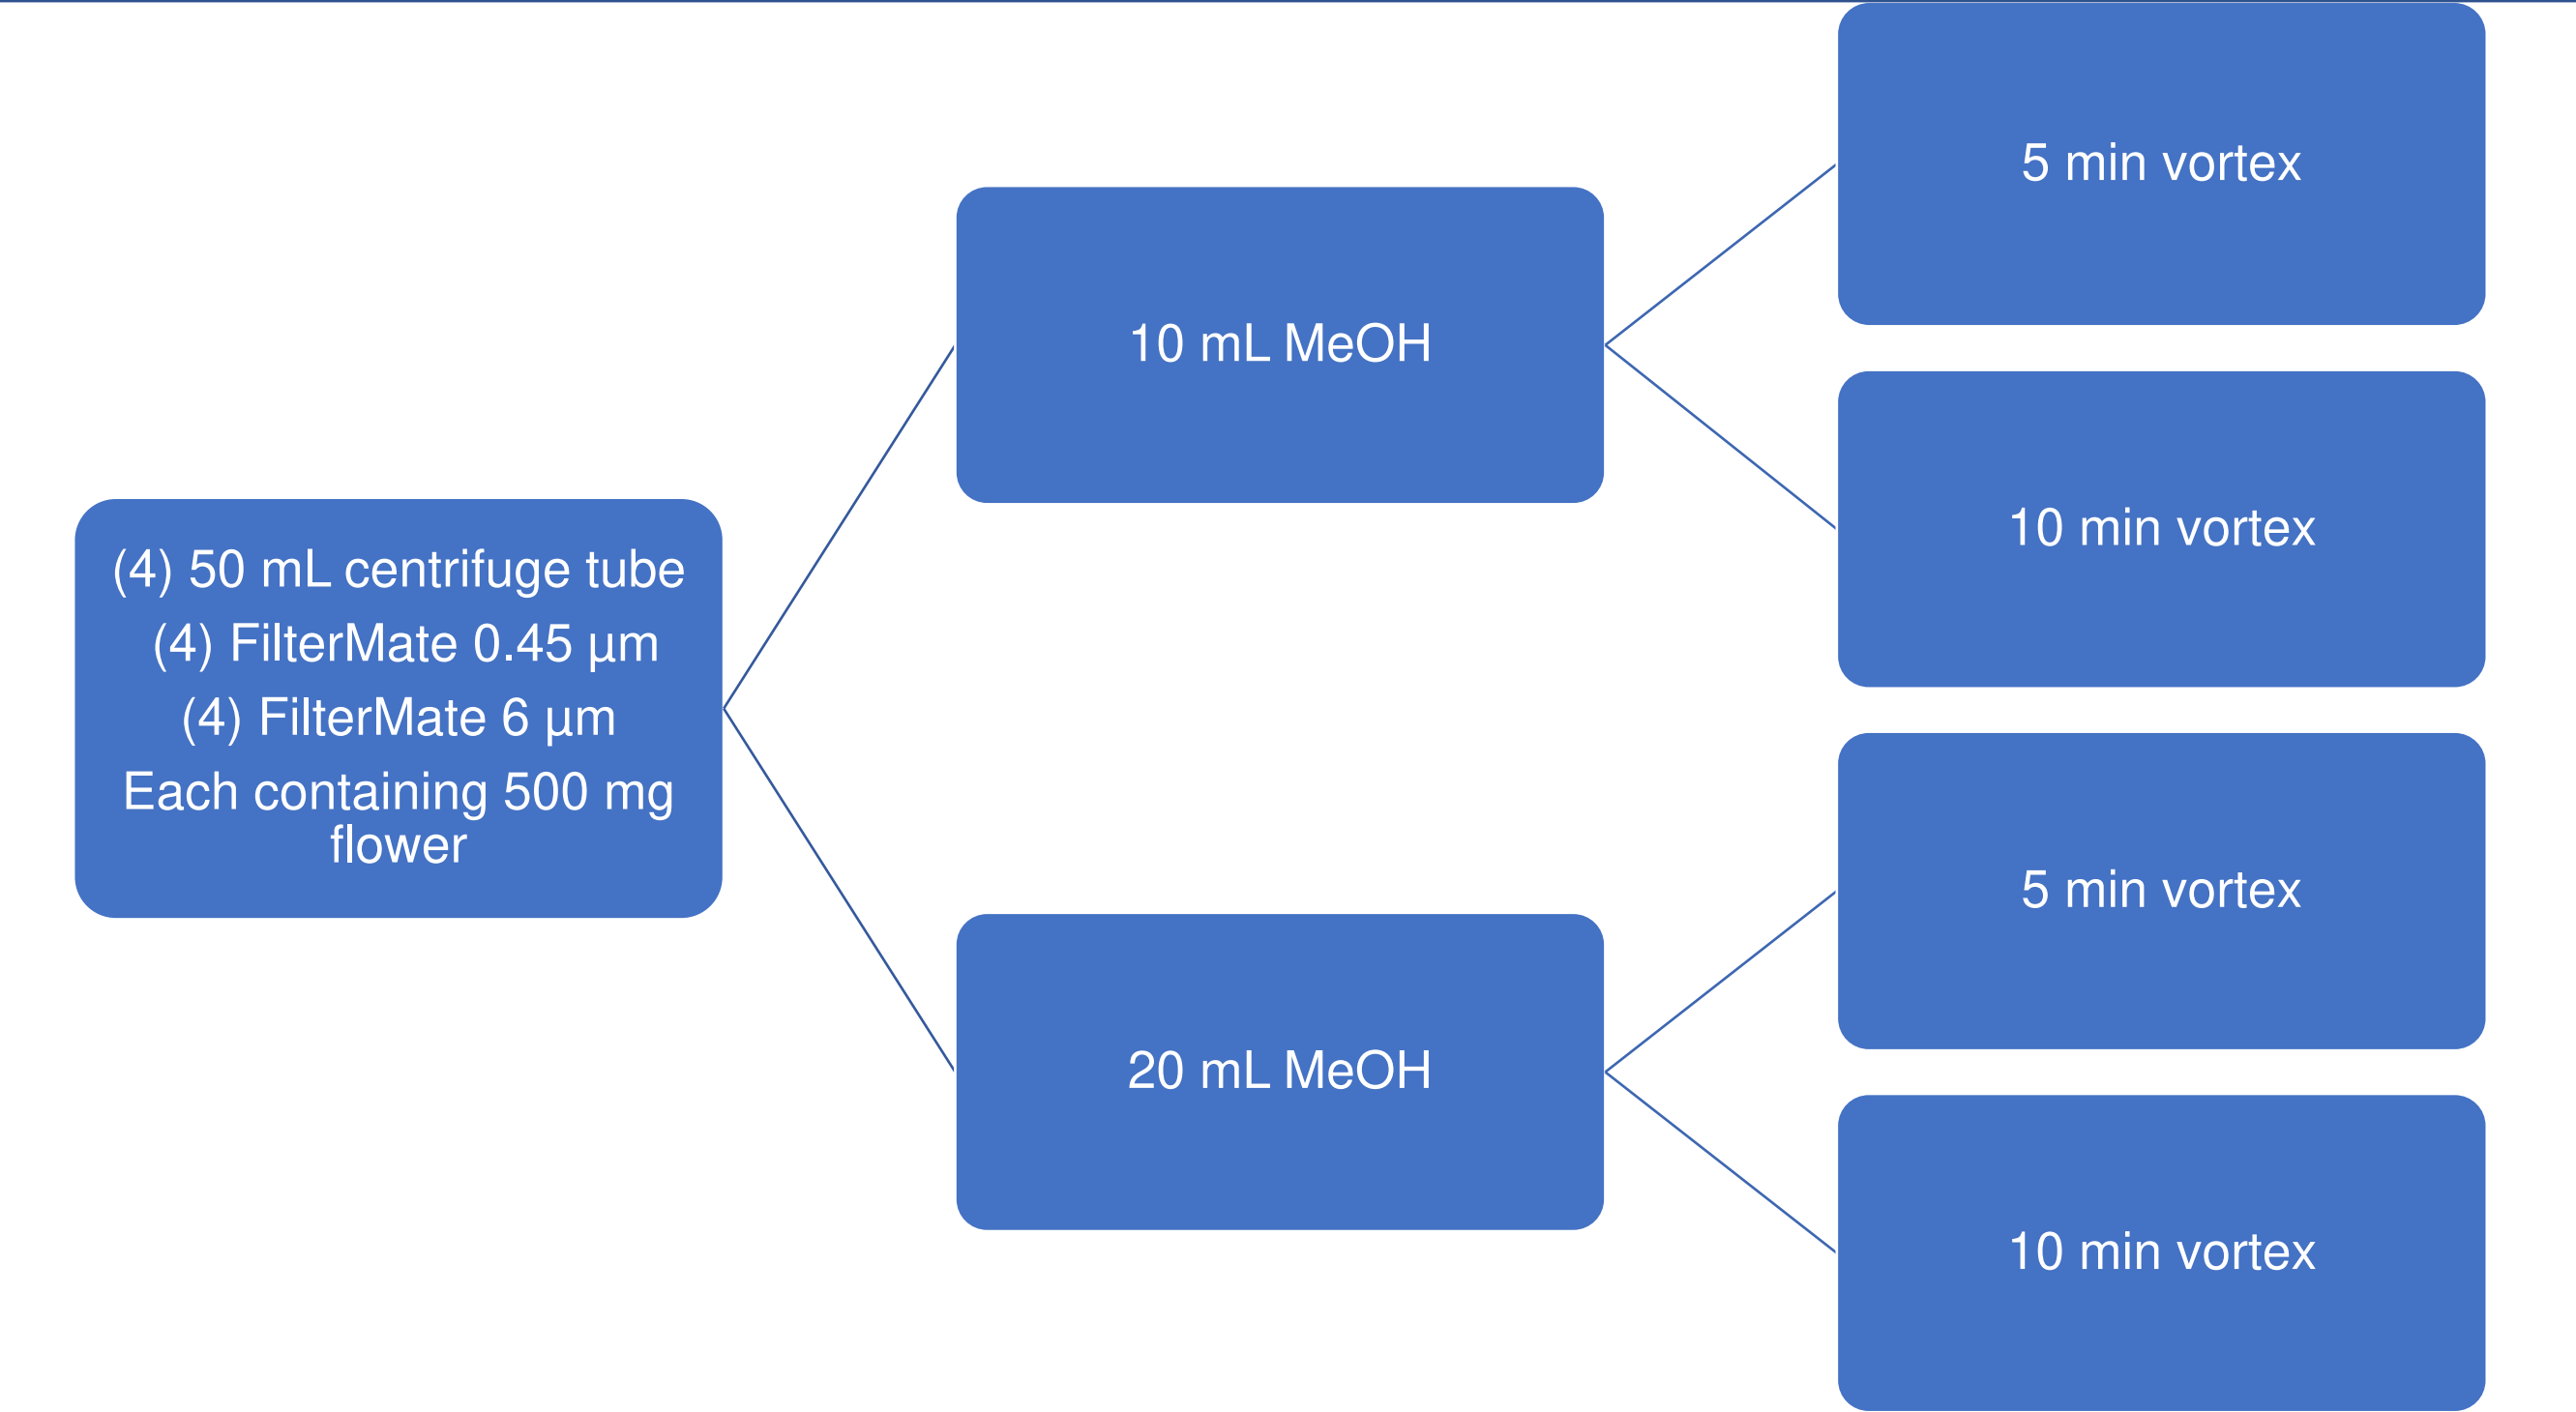 (4) 50 mL centrifuge tube
(4) FilterMate 0.45 µm
(4) FilterMate 6 µm
Each containing 500 mg
flower
10 mL MeOH
5 min vortex
10 min vortex
20 mL MeOH
5 min vortex
10 min vortex